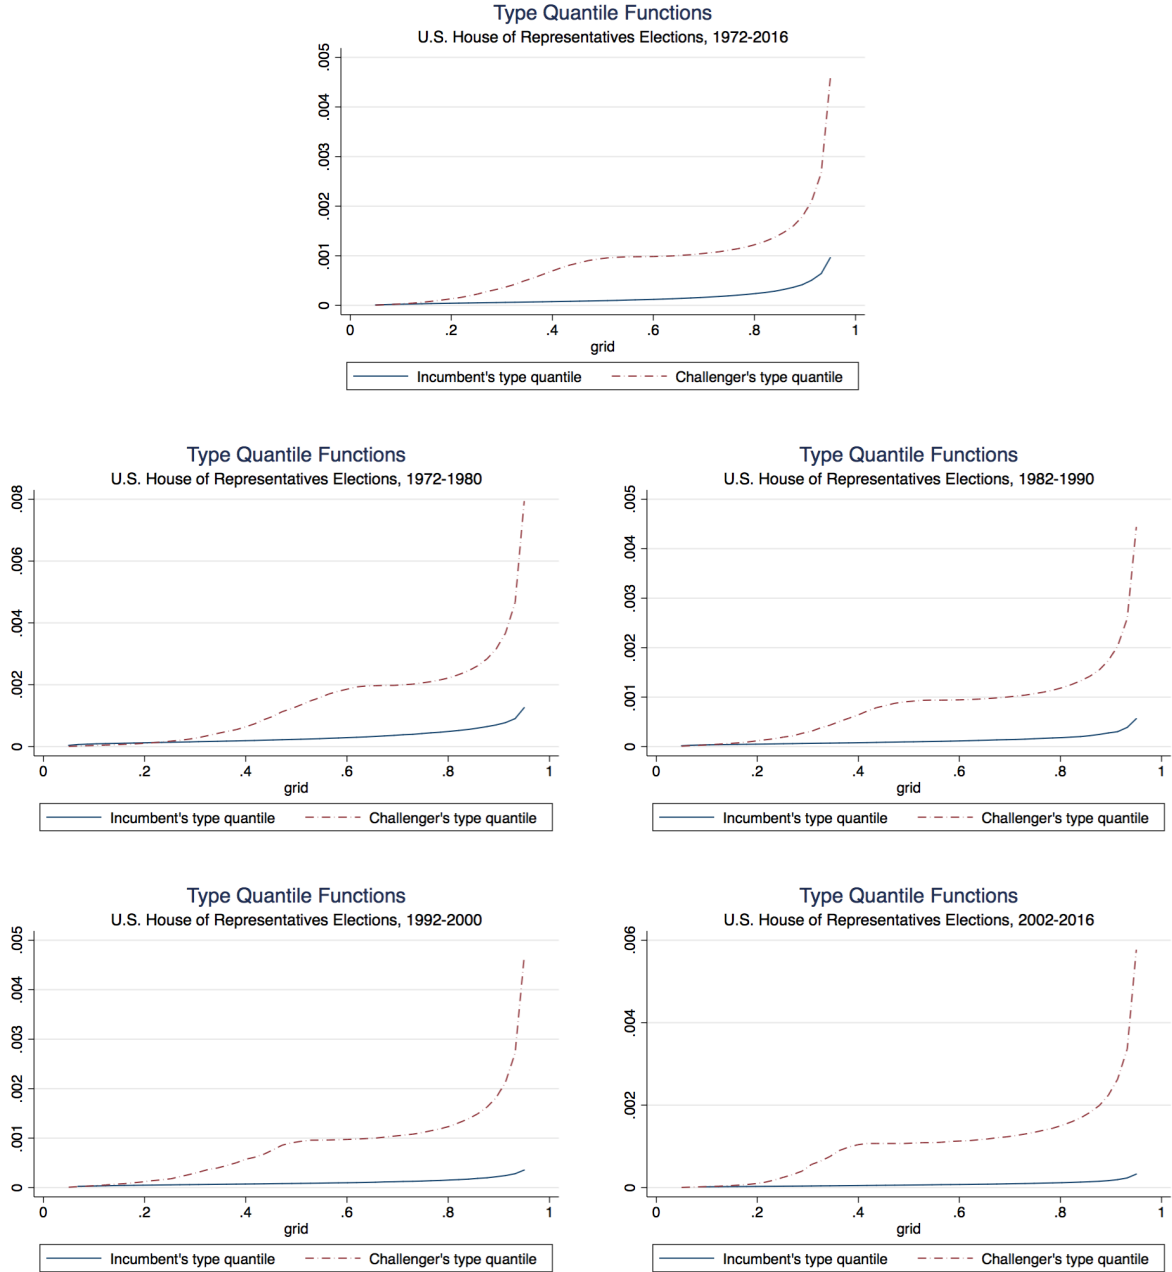 Type Quantile Functions
U.S. House of Representatives Elections, 1972-2016
.005
.004
.003
.002
.001
0
0 .2 .4 .6 .8 1
grid
Incumbent's type quantile Challenger's type quantile
Type Quantile Functions
U.S. House of Representatives Elections, 1972-1980
.008
.006
.004
.002
0
0 .2 .4 .6 .8 1
grid
Incumbent's type quantile Challenger's type quantile
Type Quantile Functions
U.S. House of Representatives Elections, 1982-1990
.005
.004
.003
.002
.001
0
0 .2 .4 .6 .8 1
grid
Incumbent's type quantile Challenger's type quantile
Type Quantile Functions
U.S. House of Representatives Elections, 1992-2000
.005
.004
.003
.002
.001
0
0 .2 .4 .6 .8 1
grid
Incumbent's type quantile Challenger's type quantile
Type Quantile Functions
U.S. House of Representatives Elections, 2002-2016
.006
.004
.002
0
0 .2 .4 .6 .8 1
grid
Incumbent's type quantile Challenger's type quantile